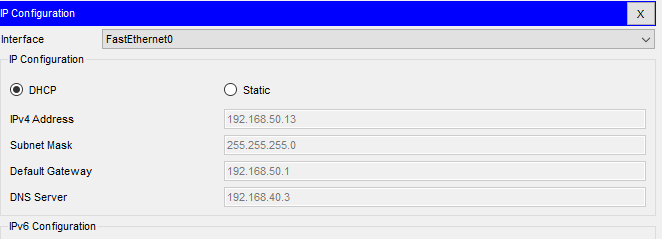 IP Configuration X
Interface FastEthernet0
IP Configuration
DHCP Static
IPv4 Address 192.168.50.13
Subnet Mask 255.255.255.0
Default Gateway 192.168.50.1
DNS Server 192.168.40.3
IPv6 Configuration